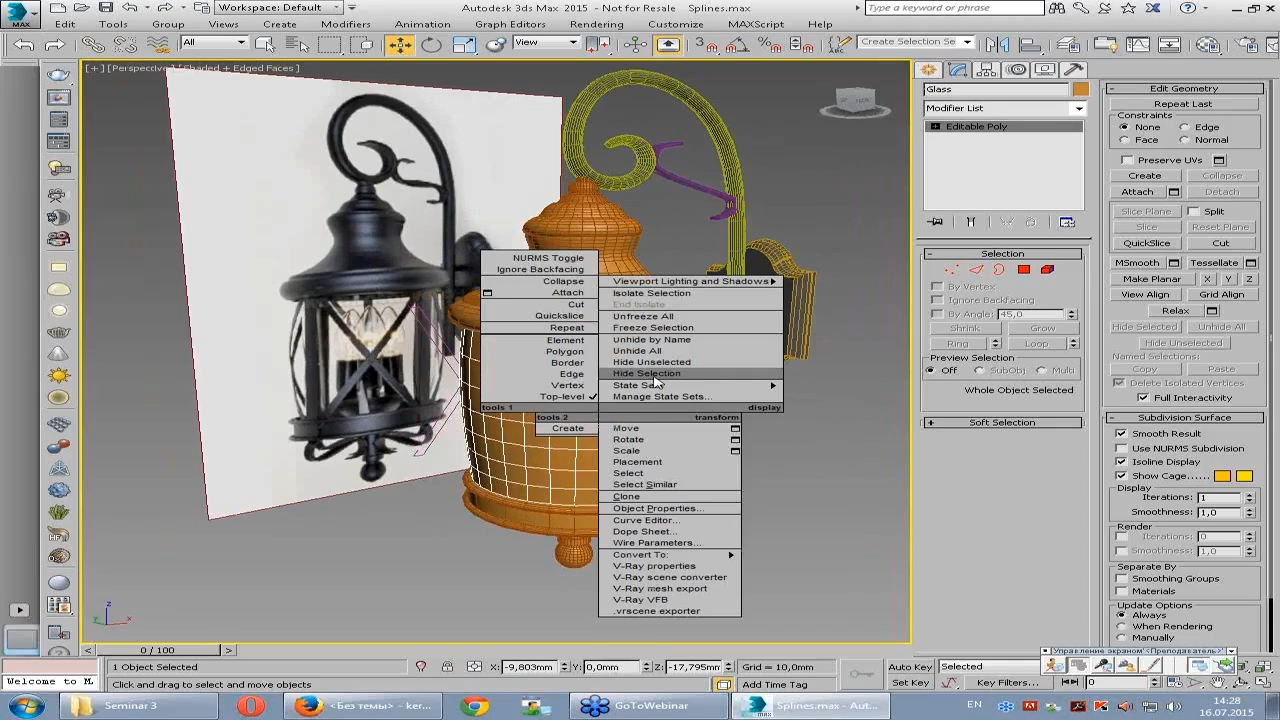 MAX
Workspace: Default
Autodesk 3ds Max 2015 - Not for Resale Splines.max
Type a keyword or phrase
Edit Tools Group Views Create Modifiers Animation Graph Editors Rendering Customize MAXScript Help
All
View
Create Selection Se
[+] [Perspective] [Shaded + Edged Faces ]
Glass
Modifier List
Editable Poly
Selection
By Vertex
Ignore Backfacing
By Angle: 45,0
Shrink Grow
Ring Loop
Preview Selection
Off SubObj Multi
Whole Object Selected
Soft Selection
Edit Geometry
Repeat Last
Constraints
None Edge
Face Normal
Preserve UVs
Create Collapse
Attach Detach
Slice Plane Split
Slice Reset Plane
QuickSlice Cut
MSmooth Tessellate
Make Planar X Y Z
View Align Grid Align
Relax
Hide Selected Unhide All
Hide Unselected
Named Selections:
Copy Paste
Delete Isolated Vertices
Full Interactivity
Subdivision Surface
Smooth Result
Use NURMS Subdivision
Isoline Display
Show Cage......
Display
Iterations: 1
Smoothness: 1,0
Render
Iterations: 0
Smoothness: 1,0
Separate By
Smoothing Groups
Materials
Update Options
Always
When Rendering
Manually
NURMS Toggle
Ignore Backfacing
Collapse
Attach
Cut
Quickslice
Repeat
Element
Polygon
Border
Edge
Vertex
Top-level
tools 1
tools 2
Create
Viewport Lighting and Shadows
Isolate Selection
End Isolate
Unfreeze All
Freeze Selection
Unhide by Name
Unhide All
Hide Unselected
Hide Selection
State Sets
Manage State Sets...
display
transform
Move
Rotate
Scale
Placement
Select
Select Similar
Clone
Object Properties...
Curve Editor...
Dope Sheet...
Wire Parameters...
Convert To:
V-Ray properties
V-Ray scene converter
V-Ray mesh export
V-Ray VFB
.vrscene exporter
z
x
y
< 0 / 100 >
1 Object Selected
X: -9,803mm Y: 0,0mm Z: -17,795mm Grid = 10,0mm
Auto Key Selected
Welcome to M
Click and drag to select and move objects
Add Time Tag
Set Key Key Filters...
0
Управление экраном:<Преподаватель>
Seminar 3
<Без темы> - ker...
GoToWebinar
Splines.max - Aut...
EN
14:28
16.07.2015